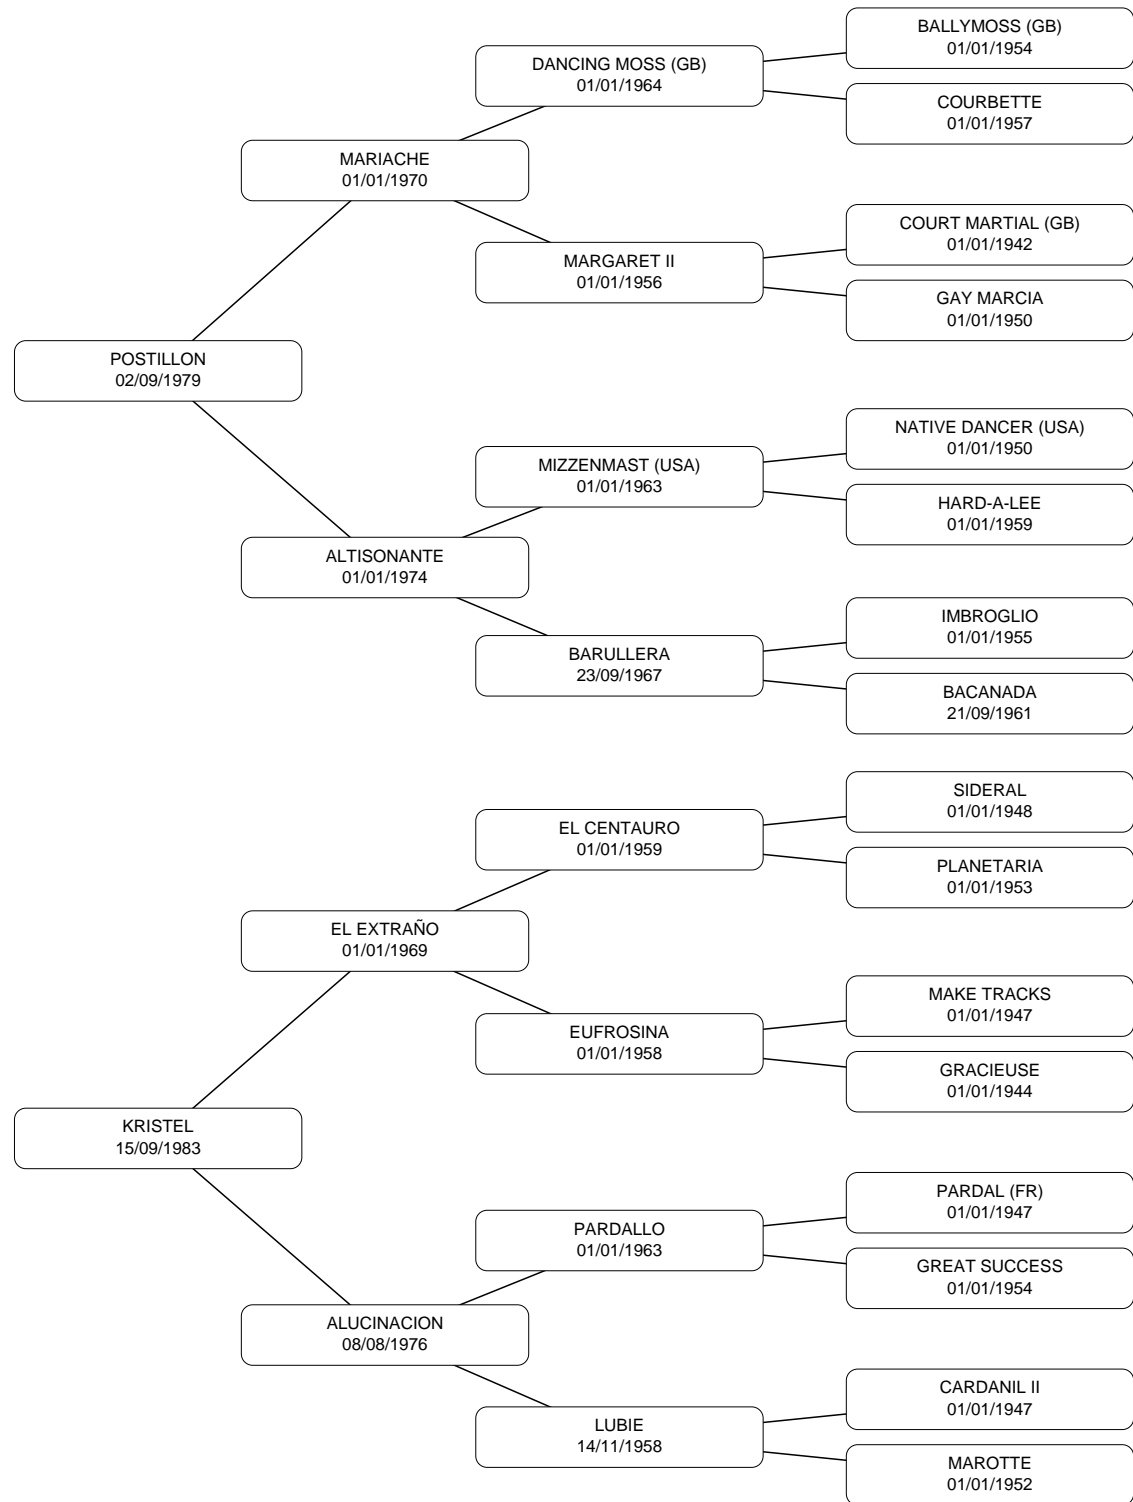 BALLYMOSS (GB)
01/01/1954
DANCING MOSS (GB)
01/01/1964
COURBETTE
01/01/1957
MARIACHE
01/01/1970
COURT MARTIAL (GB)
01/01/1942
MARGARET II
01/01/1956
GAY MARCIA
01/01/1950
POSTILLON
02/09/1979
NATIVE DANCER (USA)
01/01/1950
MIZZENMAST (USA)
01/01/1963
HARD-A-LEE
01/01/1959
ALTISONANTE
01/01/1974
IMBROGLIO
01/01/1955
BARULLERA
23/09/1967
BACANADA
21/09/1961
SIDERAL
01/01/1948
EL CENTAURO
01/01/1959
PLANETARIA
01/01/1953
EL EXTRAÑO
01/01/1969
MAKE TRACKS
01/01/1947
EUFROSINA
01/01/1958
GRACIEUSE
01/01/1944
KRISTEL
15/09/1983
PARDAL (FR)
01/01/1947
PARDALLO
01/01/1963
GREAT SUCCESS
01/01/1954
ALUCINACION
08/08/1976
CARDANIL II
01/01/1947
LUBIE
14/11/1958
MAROTTE
01/01/1952